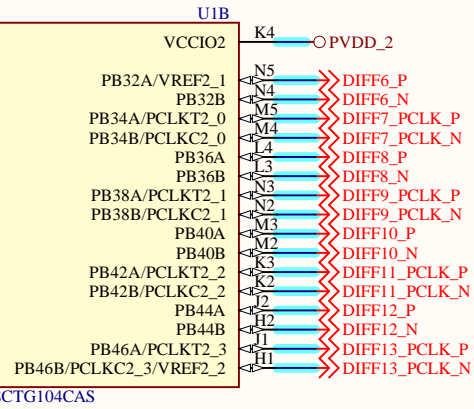 U1B
VCCIO2 K4 PVDD_2
PB32A/VREF2_1 N5 DIFF6_P
PB32B N4 DIFF6_N
PB34A/PCLKT2_0 M5 DIFF7_PCLK_P
PB34B/PCLKC2_0 M4 DIFF7_PCLK_N
PB36A L4 DIFF8_P
PB36B L3 DIFF8_N
PB38A/PCLKT2_1 N3 DIFF9_PCLK_P
PB38B/PCLKC2_1 N2 DIFF9_PCLK_N
PB40A M3 DIFF10_P
PB40B M2 DIFF10_N
PB42A/PCLKT2_2 K3 DIFF11_PCLK_P
PB42B/PCLKC2_2 K2 DIFF11_PCLK_N
PB44A J2 DIFF12_P
PB44B H2 DIFF12_N
PB46A/PCLKT2_3 J1 DIFF13_PCLK_P
PB46B/PCLKC2_3/VREF2_2 H1 DIFF13_PCLK_N
CTG104CAS